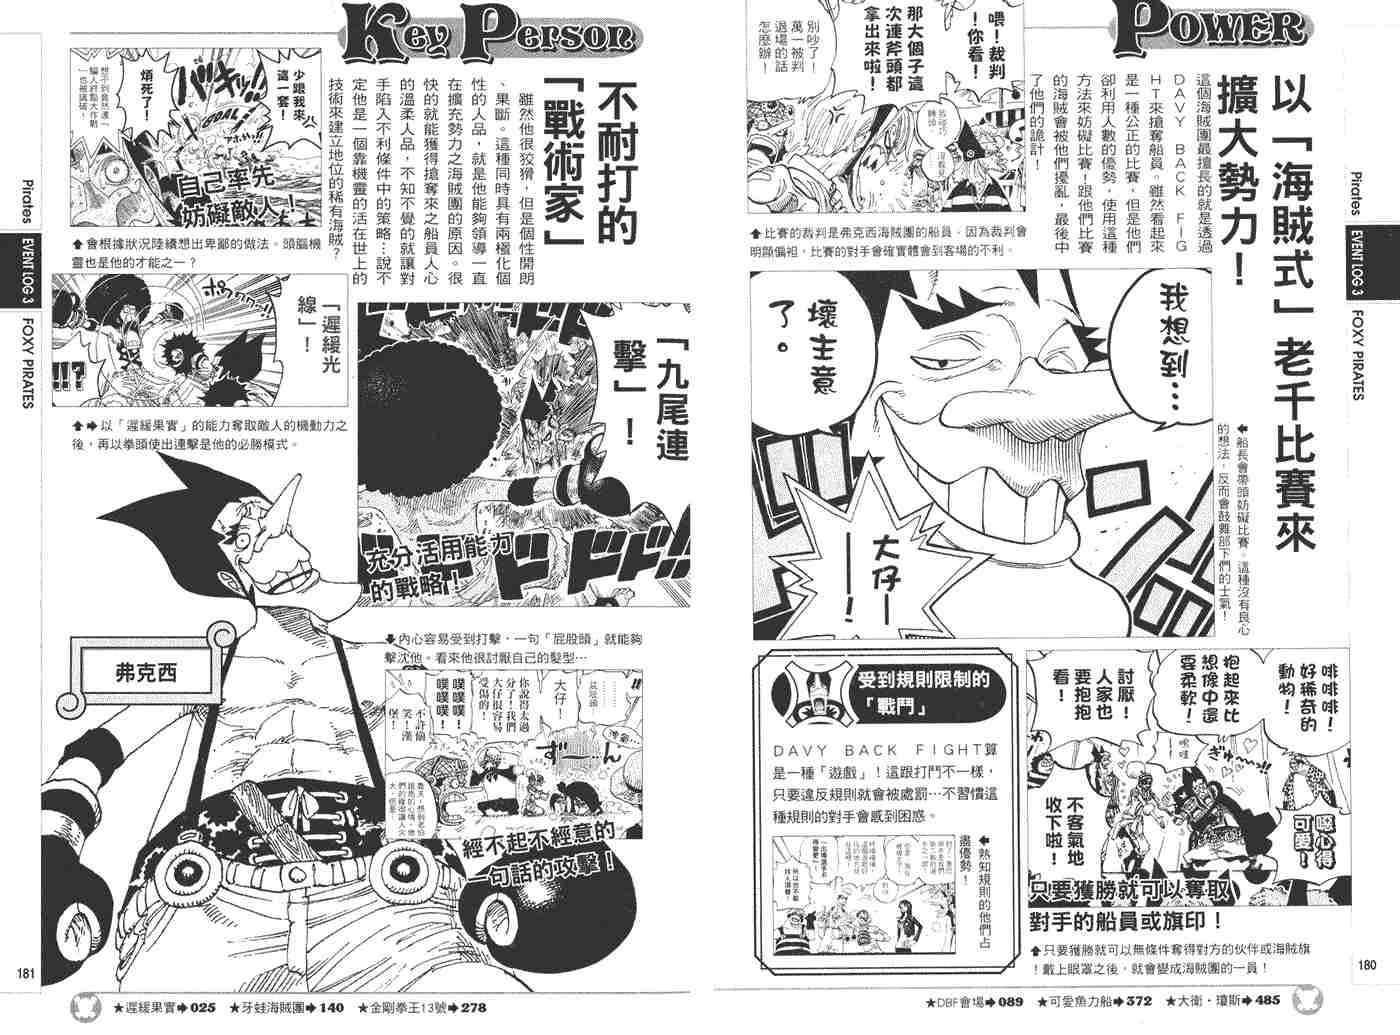 POWER
以「海賊式」老千比賽來
擴大勢力！
這個海賊團最擅長的就是透過
DAVY BACK FIG
HT來搶奪船員。雖然看起來
是一種公正的比賽，但是他們
卻利用人數的優勢，使用這種
方法來妨礙比賽！跟他們比賽
的海賊會被他們擾亂，最後中
了他們的詭計！
喂！裁判
！你看！
那大個子這
次連斧頭都
拿出來啦！
別吵了！
萬一被判
退場的話
怎麼辦！
⬆比賽的裁判是弗克西海賊團的船員。因為裁判會
明顯偏袒，比賽的對手會確實體會到客場的不利。
我想到…
壞主意
了。
大仔
——！
⬅船長會帶頭妨礙比賽。這種沒有良心
的想法，反而會鼓舞部下們的士氣！
受到規則限制的
「戰鬥」
DAVY BACK FIGHT算
是一種「遊戲」！這跟打鬥不一樣，
只要違反規則就會被處罰…不習慣這
種規則的對手會感到困惑。
⬅熟知規則的他們占
盡優勢！
啡啡啡！
好稀奇的
動物！
抱起來比
想像中還
要柔軟！
討厭！
人家也
要抱抱
看！
噁心得
可愛！
不客氣地
收下啦！
只要獲勝就可以奪取
對手的船員或旗印！
⬆只要獲勝就可以無條件奪得對方的伙伴或海賊旗
！戴上眼罩之後，就會變成海賊團的一員！
Pirates
EVENT LOG 3
FOXY PIRATES
180
★DBF會場➡089 ★可愛魚力船➡372 ★大衛・瓊斯➡485
Key Person
不耐打的
「戰術家」
雖然他很狡猾，但是個性開朗
、果斷。這種同時具有兩極化個
性的人品，就是他能夠領導一直
在擴充勢力之海賊團的原因。很
快的就能獲得搶奪來之船員人心
的溫柔人品，不知不覺的就讓對
手陷入不利條件中的策略…說不
定他是一個靠機靈的活在世上的
技術來建立地位的稀有海賊？
少跟我來
這一套！
煩死了！
自己率先
妨礙敵人！
⬆會根據狀況陸續想出卑鄙的做法。頭腦機
靈也是他的才能之一？
「遲緩光
線」！
!!?
⬆➡以「遲緩果實」的能力奪取敵人的機動力之
後，再以拳頭使出連擊是他的必勝模式。
「九尾連
擊」！
充分活用能力
的戰略！
弗克西
⬇內心容易受到打擊，一句「屁股頭」就能夠
擊沈他。看來他很討厭自己的髮型…
大仔！
你說得太過
分了！我們
大仔很容易
受傷的！
噗噗噗！
噗噗噗！
經不起不經意的
一句話的攻擊！
Pirates
EVENT LOG 3
FOXY PIRATES
181
★遲緩果實➡025 ★牙蛙海賊團➡140 ★金剛拳王13號➡278